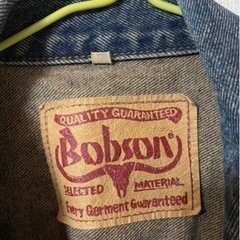 QUALITY GUARANTEED
Bobson®
SELECTED MATERIAL
Every Garment Guaranteed